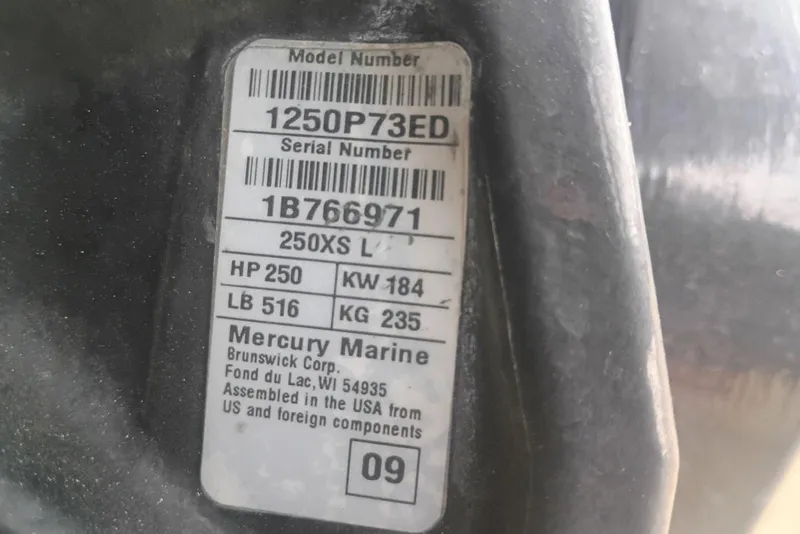 Model Number
1250P73ED
Serial Number
1B766971
250XS L
HP 250 KW 184
LB 516 KG 235
Mercury Marine
Brunswick Corp.
Fond du Lac, WI 54935
Assembled in the USA from
US and foreign components
09